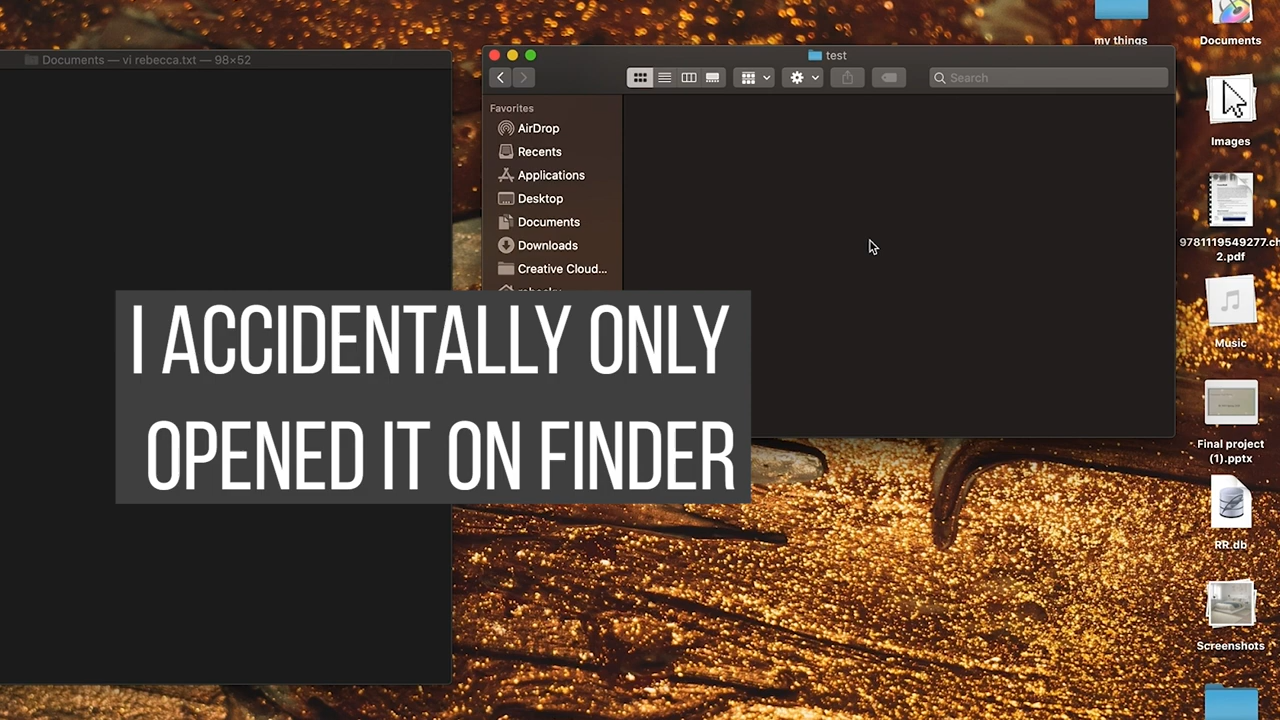 my things
Documents
Documents — vi rebecca.txt — 98×52
test
Search
Favorites
AirDrop
Recents
Applications
Desktop
Documents
Downloads
Creative Cloud...
Images
9781119549277.ch
2.pdf
Music
Final project
(1).pptx
RR.db
Screenshots
I ACCIDENTALLY ONLY
OPENED IT ON FINDER